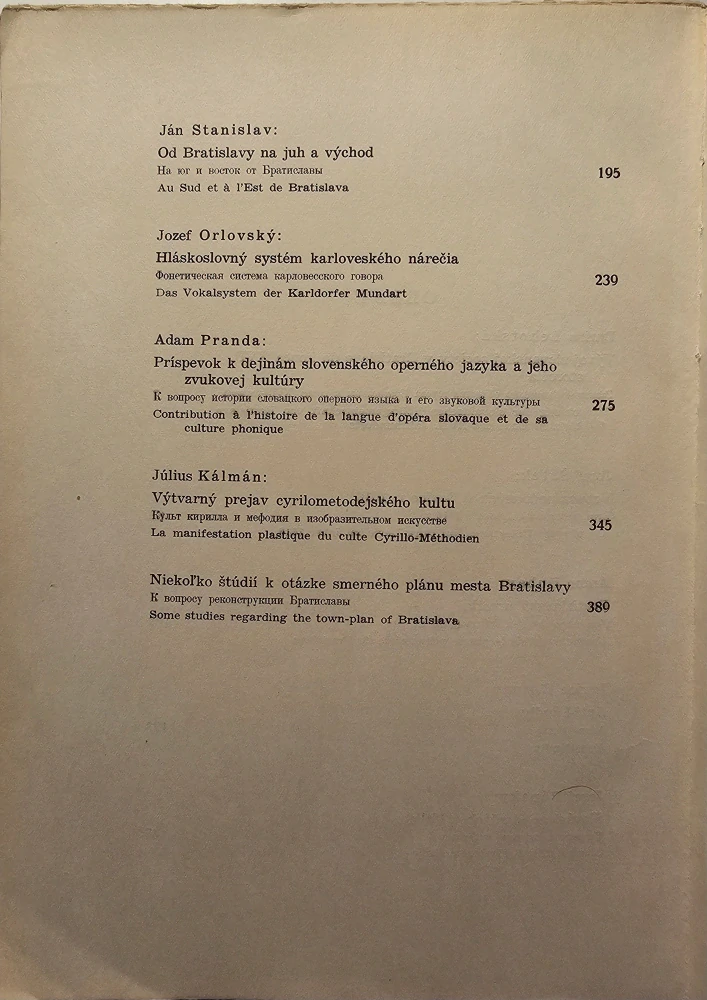 Ján Stanislav:
Od Bratislavy na juh a východ
На юг и восток от Братиславы
195
Au Sud et à l'Est de Bratislava
Jozef Orlovský:
Hláskoslovný systém karloveského nárečia
Фонетическая система карловесского говора
239
Das Vokalsystem der Karldorfer Mundart
Adam Pranda:
Príspevok k dejinám slovenského operného jazyka a jeho
zvukovej kultúry
К вопросу истории словацкого оперного языка и его звуковой культуры
275
Contribution à l'histoire de la langue d'opéra slovaque et de sa
culture phonique
Július Kálmán:
Výtvarný prejav cyrilometodejského kultu
Культ кирилла и мефодия в изобразительном искусстве
345
La manifestation plastique du culte Cyrillo-Méthodien
Niekoľko štúdií k otázke smerného plánu mesta Bratislavy
К вопросу реконструкции Братиславы
389
Some studies regarding the town-plan of Bratislava